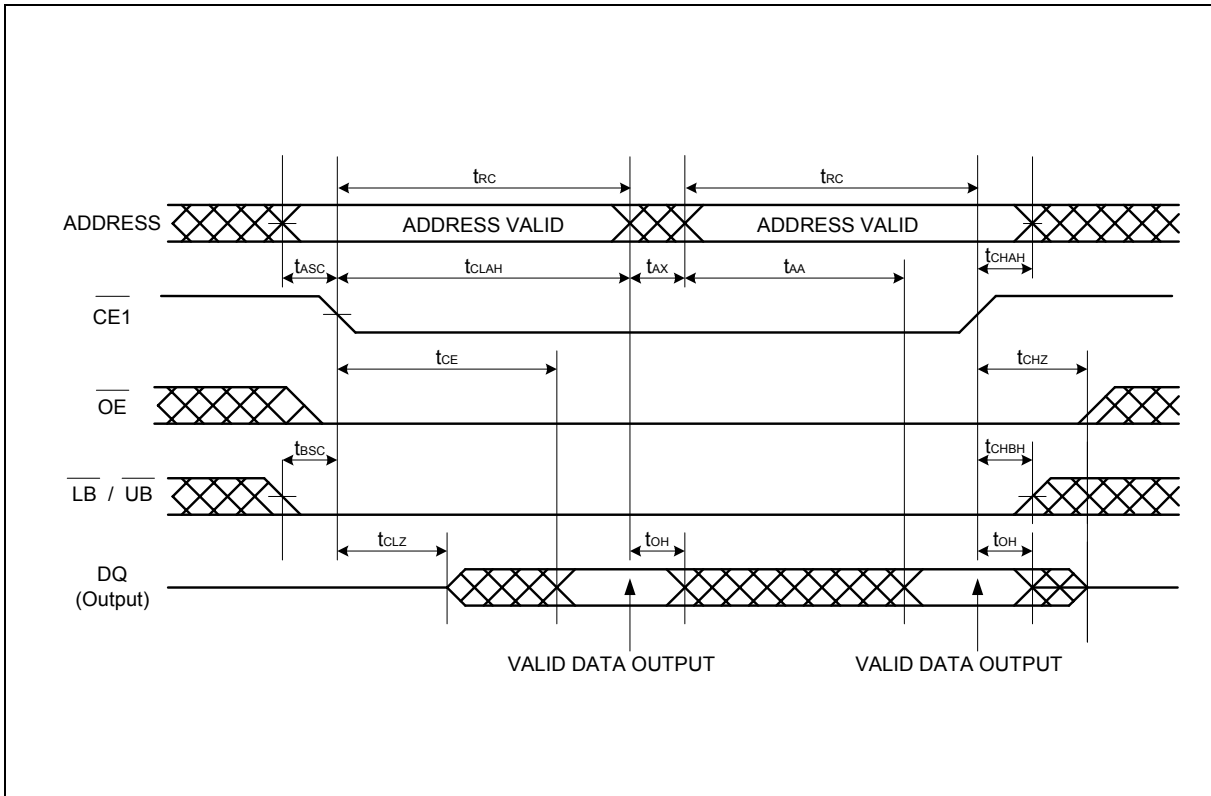 tRC tRC
ADDRESS ADDRESS VALID ADDRESS VALID
tASC tCLAH tAX tAA tCHAH
CE1
tCE tCHZ
OE
tBSC tCHBH
LB / UB
tCLZ tOH tOH
DQ
(Output)
VALID DATA OUTPUT VALID DATA OUTPUT